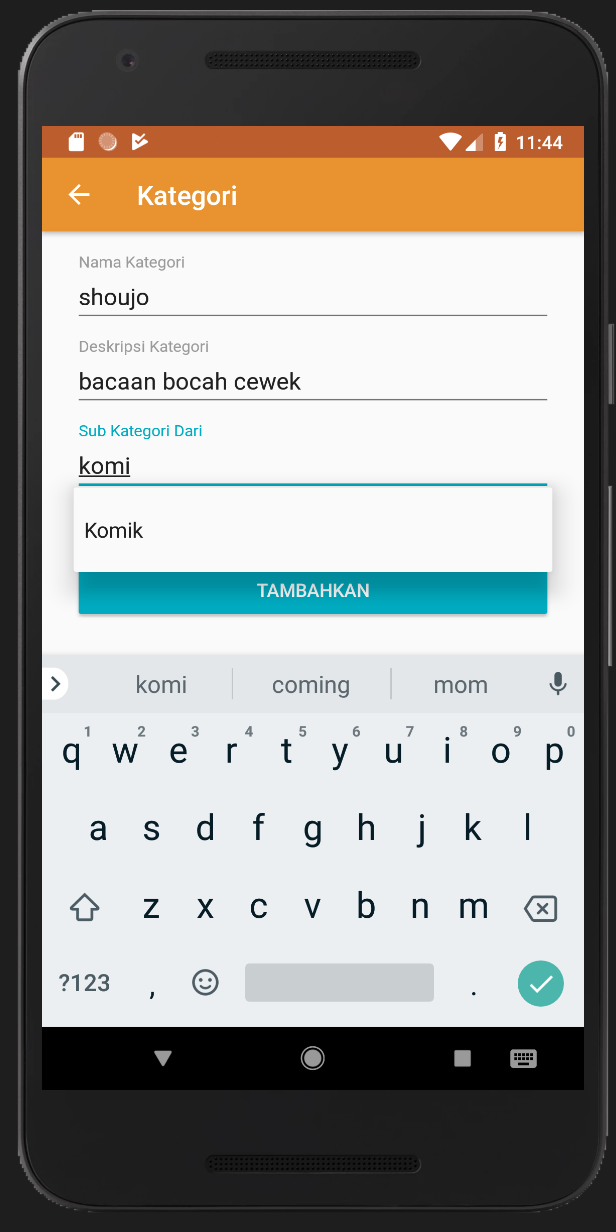 11:44
Kategori
Nama Kategori
shoujo
Deskripsi Kategori
bacaan bocah cewek
Sub Kategori Dari
komi
Komik
TAMBAHKAN
komi coming mom
1 2 3 4 5 6 7 8 9 0
q w e r t y u i o p
a s d f g h j k l
z x c v b n m
?123 , .